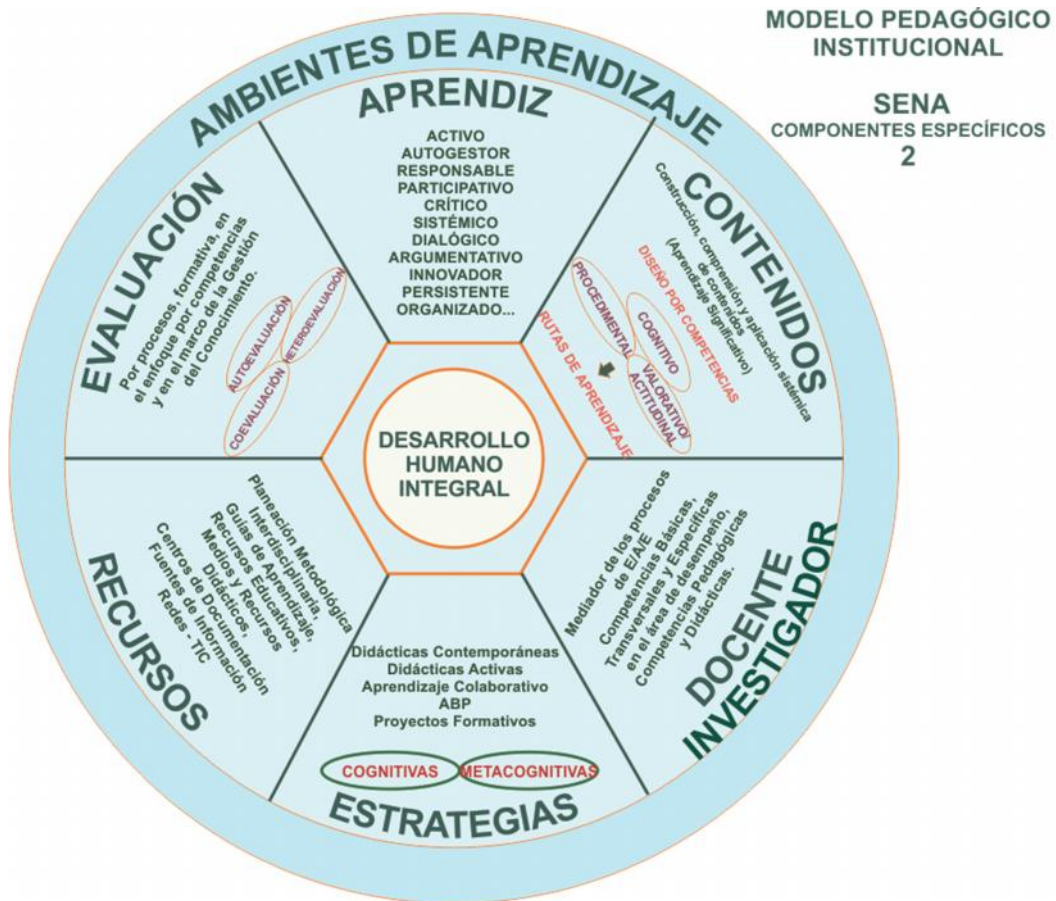 MODELO PEDAGÓGICO
INSTITUCIONAL
SENA
COMPONENTES ESPECÍFICOS
2
AMBIENTES DE APRENDIZAJE
APRENDIZ
ACTIVO
AUTOGESTOR
RESPONSABLE
PARTICIPATIVO
CRÍTICO
SISTÉMICO
DIALÓGICO
ARGUMENTATIVO
INNOVADOR
PERSISTENTE
ORGANIZADO...
CONTENIDOS
Construcción, comprensión y aplicación sistémica
de contenidos
(Aprendizaje Significativo)
DISEÑO POR COMPETENCIAS
COGNITIVO
PROCEDIMENTAL
VALORATIVO/
ACTITUDINAL
RUTAS DE APRENDIZAJE
DOCENTE
INVESTIGADOR
Mediador de los procesos
de E/A/E
Competencias Básicas,
Transversales y Específicas
en el área de desempeño,
Competencias Pedagógicas
y Didácticas.
Didácticas Contemporáneas
Didácticas Activas
Aprendizaje Colaborativo
ABP
Proyectos Formativos
COGNITIVAS
METACOGNITIVAS
ESTRATEGIAS
RECURSOS
Planeación Metodológica
Interdisciplinaria,
Guías de Aprendizaje,
Recursos Educativos,
Medios y Recursos
Didácticos,
Centros de Documentación
Fuentes de Información
Redes - TIC
EVALUACIÓN
Por procesos, formativa, en
el enfoque por competencias
y en el marco de la Gestión
del Conocimiento.
AUTOEVALUACIÓN
HETEROEVALUACIÓN
COEVALUACIÓN
DESARROLLO
HUMANO
INTEGRAL